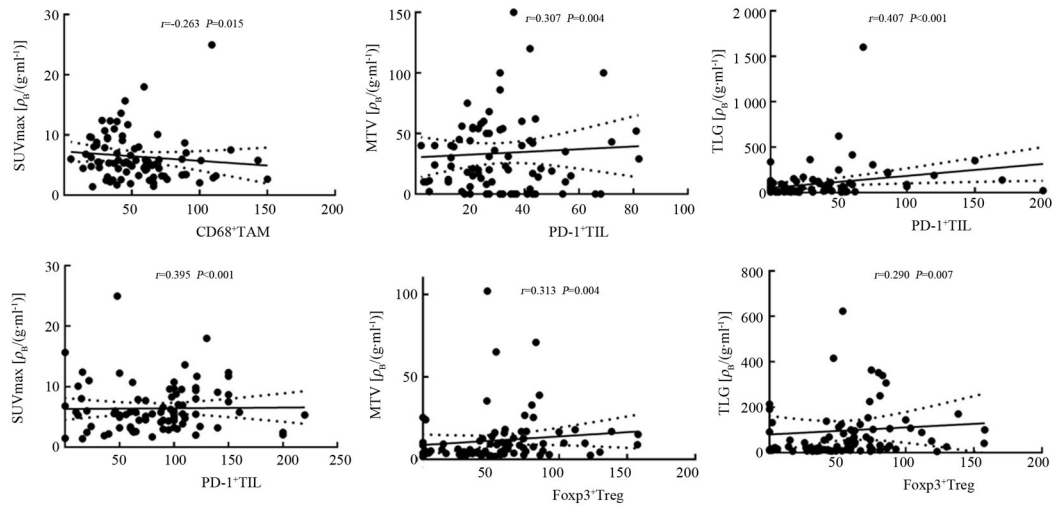 r=-0.263 P=0.015
SUVmax [ρB/(g·ml-1)]
30
20
10
0
50
100
150
200
CD68+TAM
r=0.307 P=0.004
MTV [ρB/(g·ml-1)]
150
100
50
0
20
40
60
80
100
PD-1+TIL
r=0.407 P<0.001
TLG [ρB/(g·ml-1)]
2 000
1 600
1 000
500
0
50
100
150
200
PD-1+TIL
r=0.395 P<0.001
SUVmax [ρB/(g·ml-1)]
30
20
10
0
50
100
150
200
250
PD-1+TIL
r=0.313 P=0.004
MTV [ρB/(g·ml-1)]
100
50
0
50
100
150
200
Foxp3+Treg
r=0.290 P=0.007
TLG [ρB/(g·ml-1)]
800
600
400
200
0
50
100
150
200
Foxp3+Treg